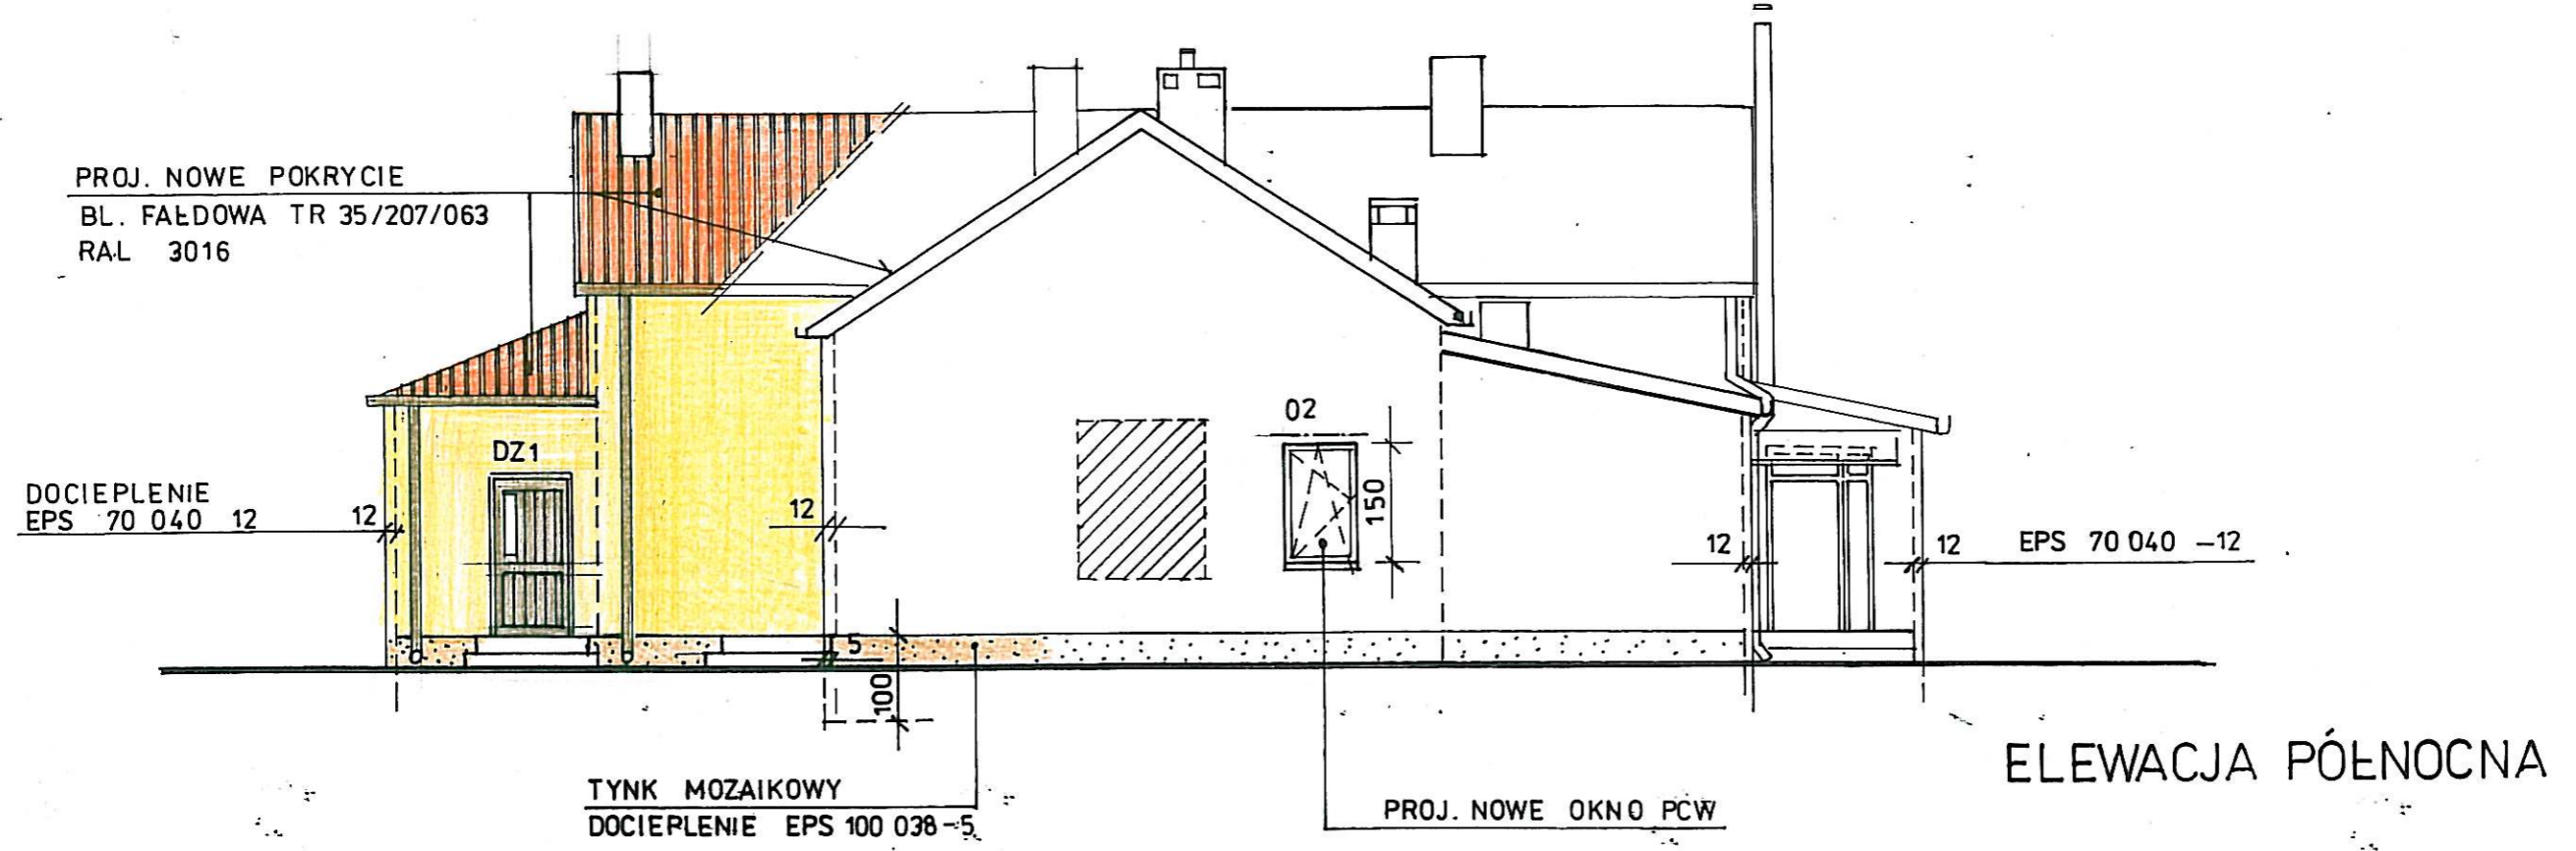 PROJ. NOWE POKRYCIE
BL. FAŁDOWA TR 35/207/063
RAL 3016
02
DZ1
150
DOCIEPLENIE
EPS 70 040 12
12
12
12
12
EPS 70 040 -12
5
100
ELEWACJA PÓŁNOCNA
TYNK MOZAIKOWY
DOCIEPLENIE EPS 100 038-5
PROJ. NOWE OKNO PCW